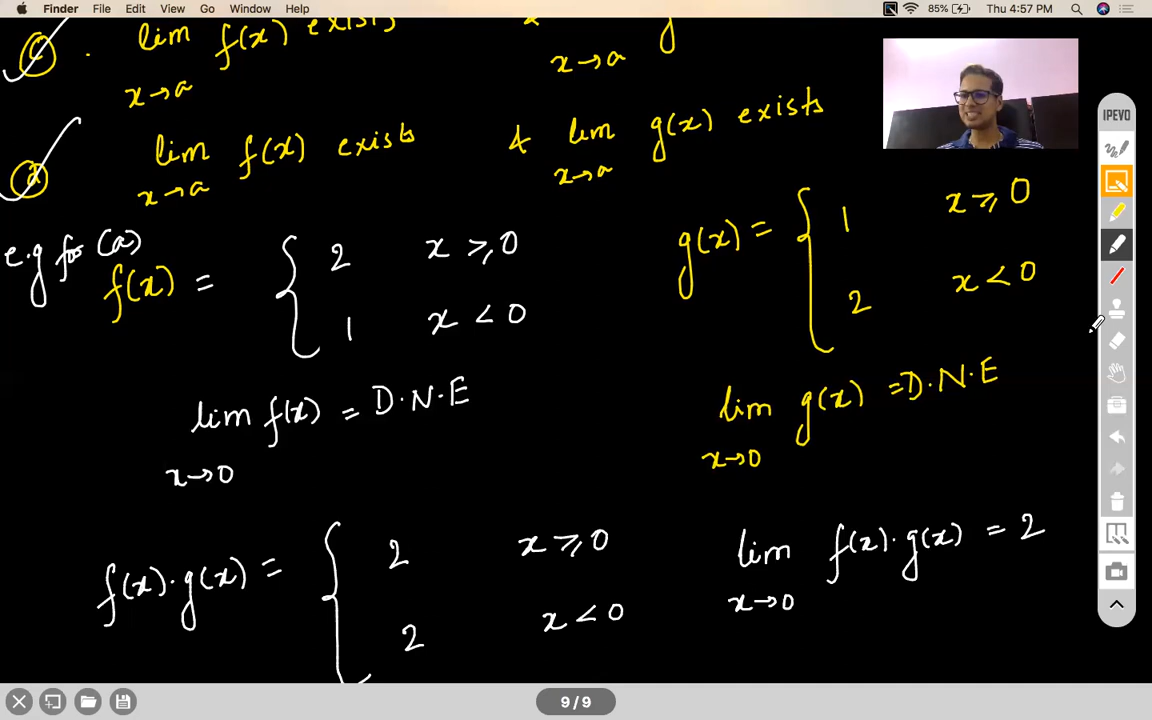 Finder File Edit View Go Window Help 85% Thu 4:57 PM
lim f(x) exists
x→a x→a
IPEVO
lim f(x) exists & lim g(x) exists
x→a x→a
e.g for (a)
f(x) = { 2 x ≥ 0
1 x < 0
g(x) = { 1 x ≥ 0
2 x < 0
lim f(x) = D.N.E
x→0
lim g(x) = D.N.E
x→0
f(x)·g(x) = { 2 x ≥ 0
2 x < 0
lim f(x)·g(x) = 2
x→0
9 / 9